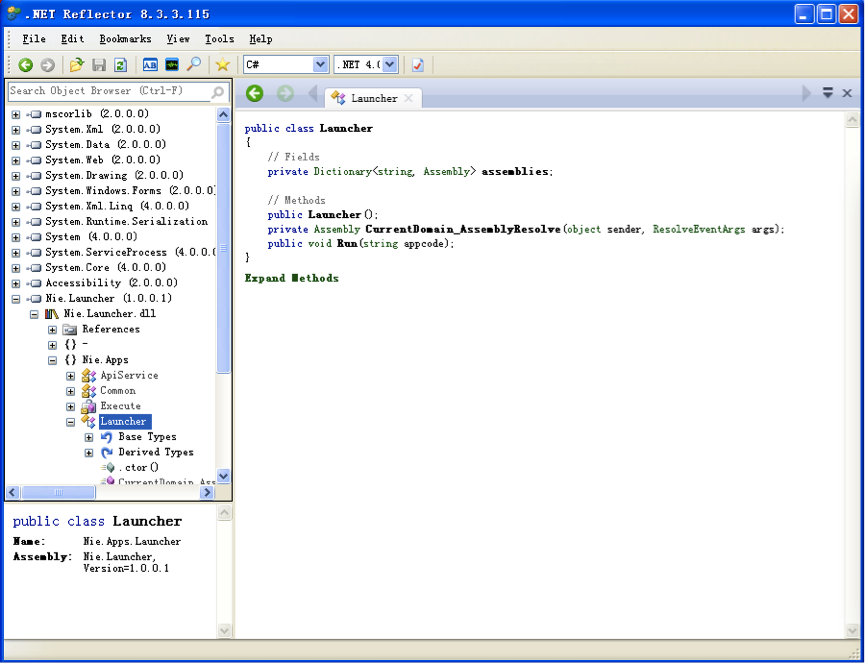 .NET Reflector 8.3.3.115
File Edit Bookmarks View Tools Help
C# .NET 4.(
Search Object Browser (Ctrl-F)
mscorlib (2.0.0.0)
System.Xml (2.0.0.0)
System.Data (2.0.0.0)
System.Web (2.0.0.0)
System.Drawing (2.0.0.0)
System.Windows.Forms (2.0.0.0)
System.Xml.Linq (4.0.0.0)
System.Runtime.Serialization
System (4.0.0.0)
System.ServiceProcess (4.0.0.(
System.Core (4.0.0.0)
Accessibility (2.0.0.0)
Nie.Launcher (1.0.0.1)
Nie.Launcher.dll
References
{} -
{} Nie.Apps
ApiService
Common
Execute
Launcher
Base Types
Derived Types
.ctor()
CurrentDomain_Ass
public class Launcher
Name: Nie.Apps.Launcher
Assembly: Nie.Launcher,
Version=1.0.0.1
Launcher
public class Launcher
{
// Fields
private Dictionary<string, Assembly> assemblies;
// Methods
public Launcher();
private Assembly CurrentDomain_AssemblyResolve(object sender, ResolveEventArgs args);
public void Run(string appcode);
}
Expand Methods